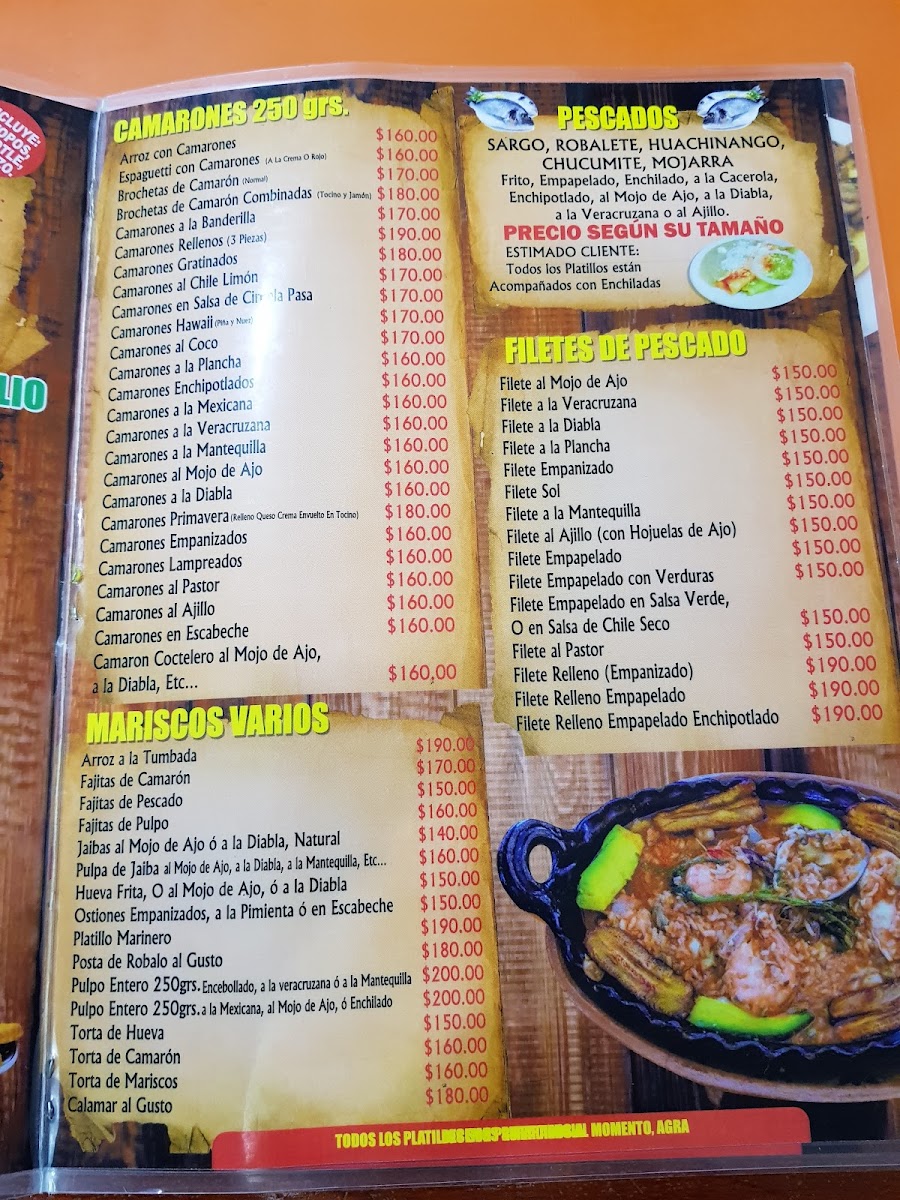 CLUYE:
OPOS,
OTLE,
ZO.
LIO
CAMARONES 250 grs.
Arroz con Camarones $160.00
Espaguetti con Camarones (A La Crema O Rojo) $160.00
Brochetas de Camarón (Normal) $170.00
Brochetas de Camarón Combinadas (Tocino y Jamón) $180.00
Camarones a la Banderilla $170.00
Camarones Rellenos (3 Piezas) $190.00
Camarones Gratinados $180.00
Camarones al Chile Limón $170.00
Camarones en Salsa de Ciruela Pasa $170.00
Camarones Hawaii (Piña y Nuez) $170.00
Camarones al Coco $170.00
Camarones a la Plancha $160.00
Camarones Enchipotlados $160.00
Camarones a la Mexicana $160.00
Camarones a la Veracruzana $160.00
Camarones a la Mantequilla $160.00
Camarones al Mojo de Ajo $160.00
Camarones a la Diabla $160.00
Camarones Primavera (Relleno Queso Crema Envuelto En Tocino) $180.00
Camarones Empanizados $160.00
Camarones Lampreados $160.00
Camarones al Pastor $160.00
Camarones al Ajillo $160.00
Camarones en Escabeche $160.00
Camaron Coctelero al Mojo de Ajo,
a la Diabla, Etc... $160,00
MARISCOS VARIOS
Arroz a la Tumbada $190.00
Fajitas de Camarón $170.00
Fajitas de Pescado $150.00
Fajitas de Pulpo $160.00
Jaibas al Mojo de Ajo ó a la Diabla, Natural $140.00
Pulpa de Jaiba al Mojo de Ajo, a la Diabla, a la Mantequilla, Etc... $160.00
Hueva Frita, O al Mojo de Ajo, ó a la Diabla $150.00
Ostiones Empanizados, a la Pimienta ó en Escabeche $150.00
Platillo Marinero $190.00
Posta de Robalo al Gusto $180.00
Pulpo Entero 250grs. Encebollado, a la veracruzana ó a la Mantequilla $200.00
Pulpo Entero 250grs. a la Mexicana, al Mojo de Ajo, ó Enchilado $200.00
Torta de Hueva $150.00
Torta de Camarón $160.00
Torta de Mariscos $160.00
Calamar al Gusto $180.00
PESCADOS
SARGO, ROBALETE, HUACHINANGO,
CHUCUMITE, MOJARRA
Frito, Empapelado, Enchilado, a la Cacerola,
Enchipotlado, al Mojo de Ajo, a la Diabla,
a la Veracruzana o al Ajillo.
PRECIO SEGÚN SU TAMAÑO
ESTIMADO CLIENTE:
Todos los Platillos están
Acompañados con Enchiladas
FILETES DE PESCADO
Filete al Mojo de Ajo $150.00
Filete a la Veracruzana $150.00
Filete a la Diabla $150.00
Filete a la Plancha $150.00
Filete Empanizado $150.00
Filete Sol $150.00
Filete a la Mantequilla $150.00
Filete al Ajillo (con Hojuelas de Ajo) $150.00
Filete Empapelado $150.00
Filete Empapelado con Verduras $150.00
Filete Empapelado en Salsa Verde,
O en Salsa de Chile Seco $150.00
Filete al Pastor $150.00
Filete Relleno (Empanizado) $190.00
Filete Relleno Empapelado $190.00
Filete Relleno Empapelado Enchipotlado $190.00
TODOS LOS MOMENTO, AGRA